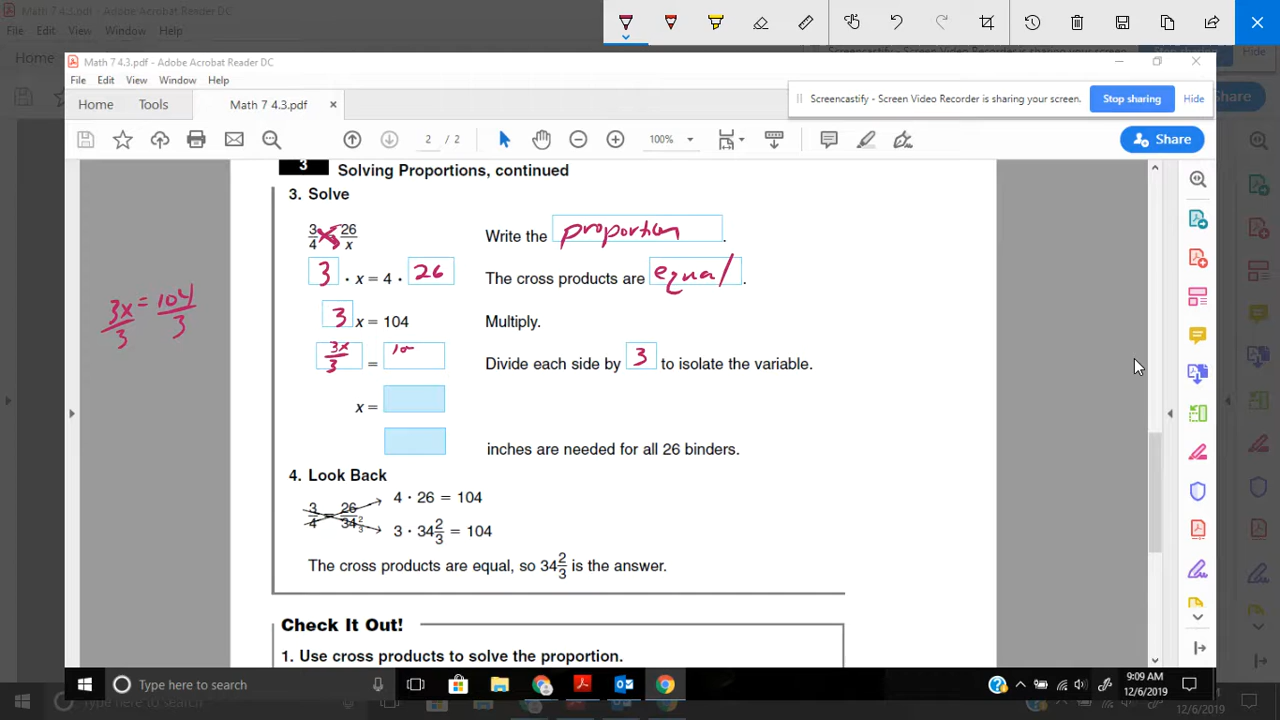 Math 7 4.3.pdf - Adobe Acrobat Reader DC
File Edit View Window Help
Home Tools Math 7 4.3.pdf ×
Screencastify - Screen Video Recorder is sharing your screen. Stop sharing Hide
2 / 2 100% Share
3 Solving Proportions, continued
3. Solve
3/4 = 26/x Write the proportion.
3 · x = 4 · 26 The cross products are equal.
3 x = 104 Multiply.
3x/3 = 10 Divide each side by 3 to isolate the variable.
x =
inches are needed for all 26 binders.
3x/3 = 104/3
4. Look Back
3/4 = 26/34 2/3
4 · 26 = 104
3 · 34 2/3 = 104
The cross products are equal, so 34 2/3 is the answer.
Check It Out!
1. Use cross products to solve the proportion.
Type here to search
9:09 AM
12/6/2019